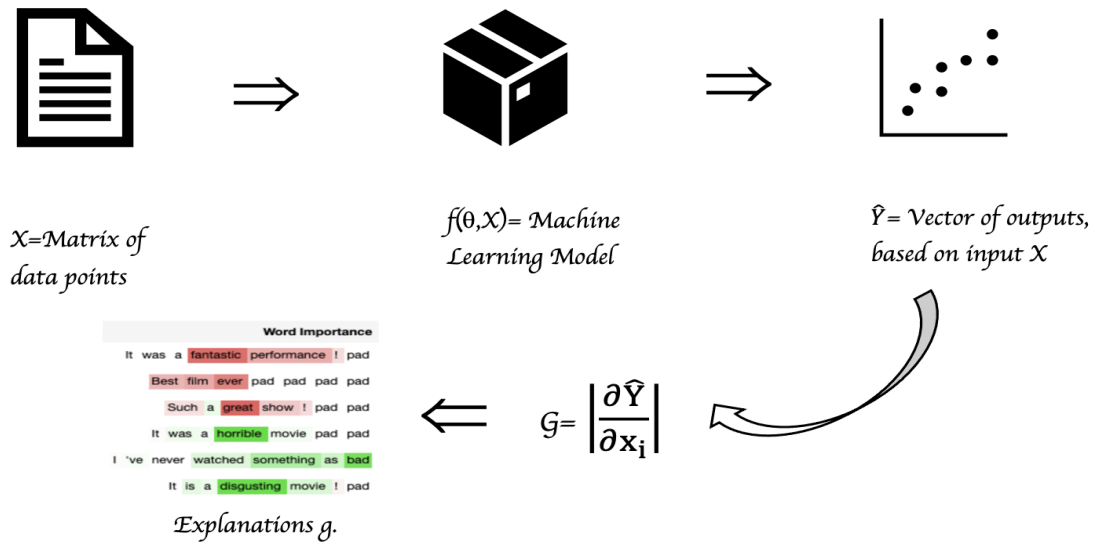 X=Matrix of
data points
f(θ,X)= Machine
Learning Model
Ŷ= Vector of outputs,
based on input X
Word Importance
It was a fantastic performance ! pad
Best film ever pad pad pad pad
Such a great show ! pad pad
It was a horrible movie pad pad
I 've never watched something as bad
It is a disgusting movie ! pad
Explanations g.
G= |∂Ŷ/∂xᵢ|